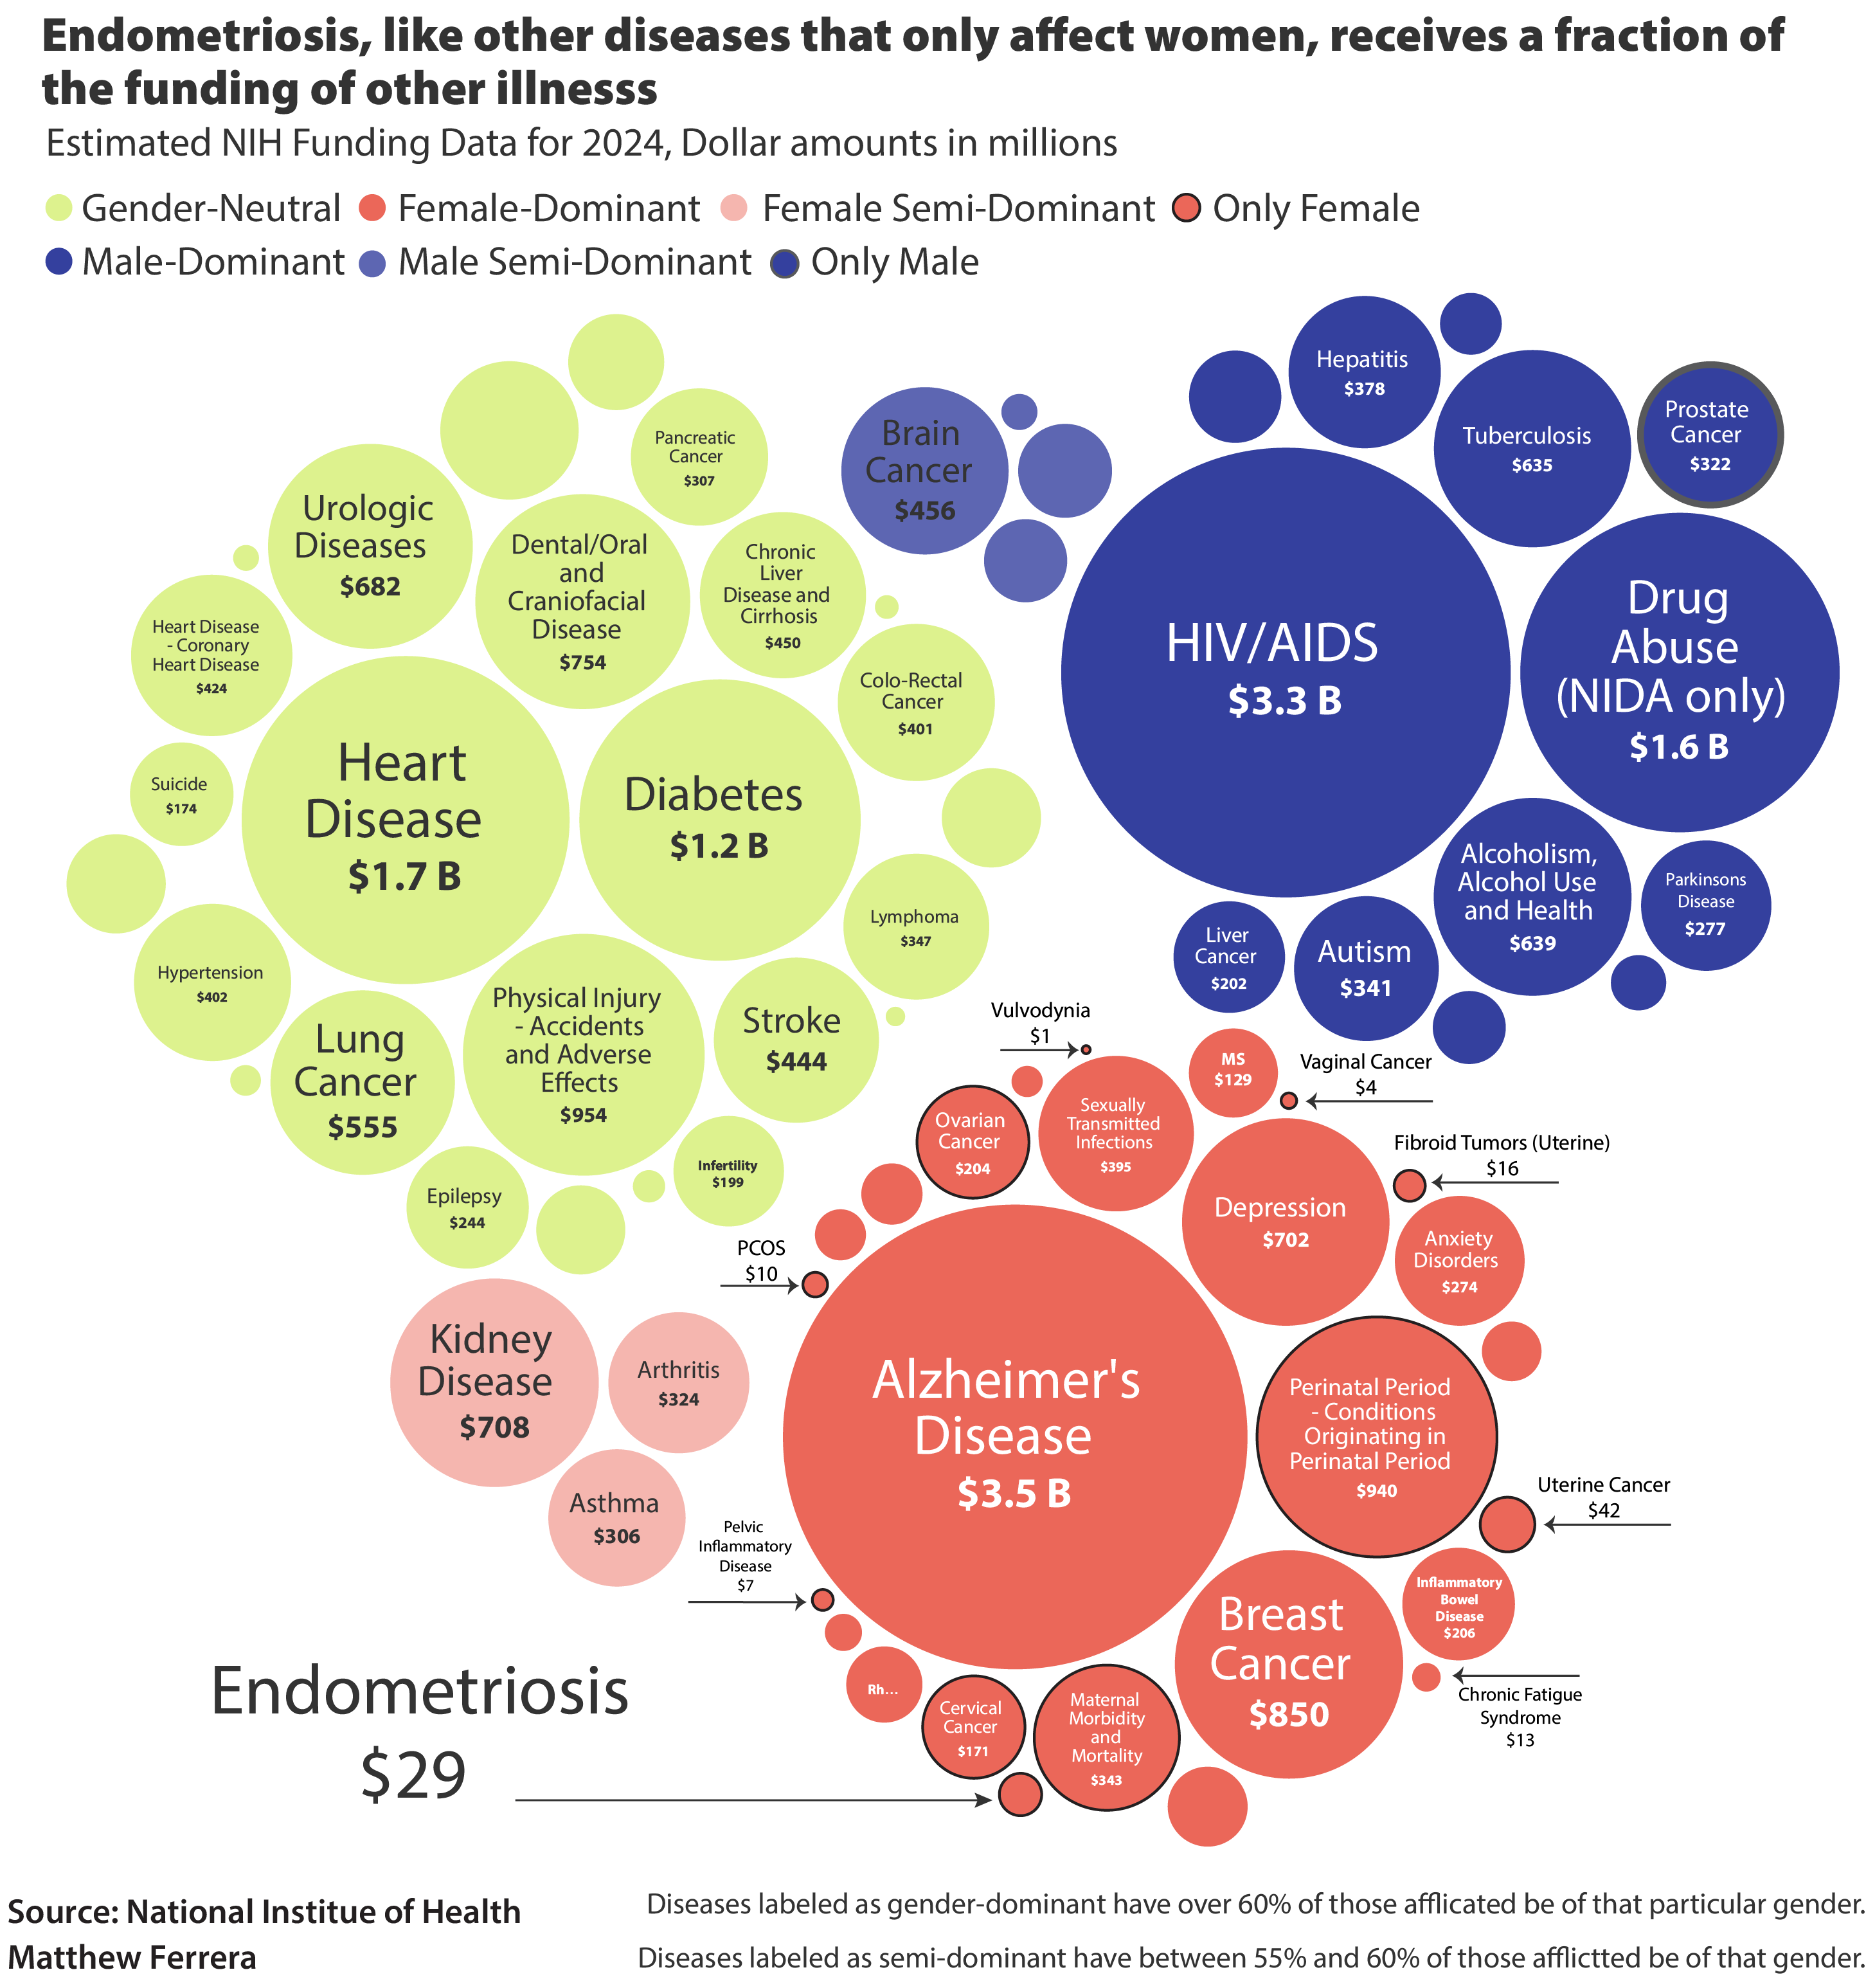 Endometriosis, like other diseases that only affect women, receives a fraction of
the funding of other illnesss
Estimated NIH Funding Data for 2024, Dollar amounts in millions
Gender-Neutral
Female-Dominant
Female Semi-Dominant
Only Female
Male-Dominant
Male Semi-Dominant
Only Male
Pancreatic
Cancer
$307
Urologic
Diseases
$682
Dental/Oral
and
Craniofacial
Disease
$754
Chronic
Liver
Disease and
Cirrhosis
$450
Heart Disease
- Coronary
Heart Disease
$424
Colo-Rectal
Cancer
$401
Heart
Disease
$1.7 B
Diabetes
$1.2 B
Suicide
$174
Lymphoma
$347
Hypertension
$402
Lung
Cancer
$555
Physical Injury
- Accidents
and Adverse
Effects
$954
Stroke
$444
Infertility
$199
Epilepsy
$244
Brain
Cancer
$456
Hepatitis
$378
Tuberculosis
$635
Prostate
Cancer
$322
HIV/AIDS
$3.3 B
Drug
Abuse
(NIDA only)
$1.6 B
Alcoholism,
Alcohol Use
and Health
$639
Parkinsons
Disease
$277
Liver
Cancer
$202
Autism
$341
Vulvodynia
$1
MS
$129
Vaginal Cancer
$4
Ovarian
Cancer
$204
Sexually
Transmitted
Infections
$395
Fibroid Tumors (Uterine)
$16
Depression
$702
Anxiety
Disorders
$274
PCOS
$10
Kidney
Disease
$708
Arthritis
$324
Asthma
$306
Alzheimer's
Disease
$3.5 B
Perinatal Period
- Conditions
Originating in
Perinatal Period
$940
Uterine Cancer
$42
Pelvic
Inflammatory
Disease
$7
Inflammatory
Bowel
Disease
$206
Breast
Cancer
$850
Rh...
Chronic Fatigue
Syndrome
$13
Cervical
Cancer
$171
Maternal
Morbidity
and
Mortality
$343
Endometriosis
$29
Source: National Institue of Health
Matthew Ferrera
Diseases labeled as gender-dominant have over 60% of those afflicated be of that particular gender.
Diseases labeled as semi-dominant have between 55% and 60% of those afflictted be of that gender.